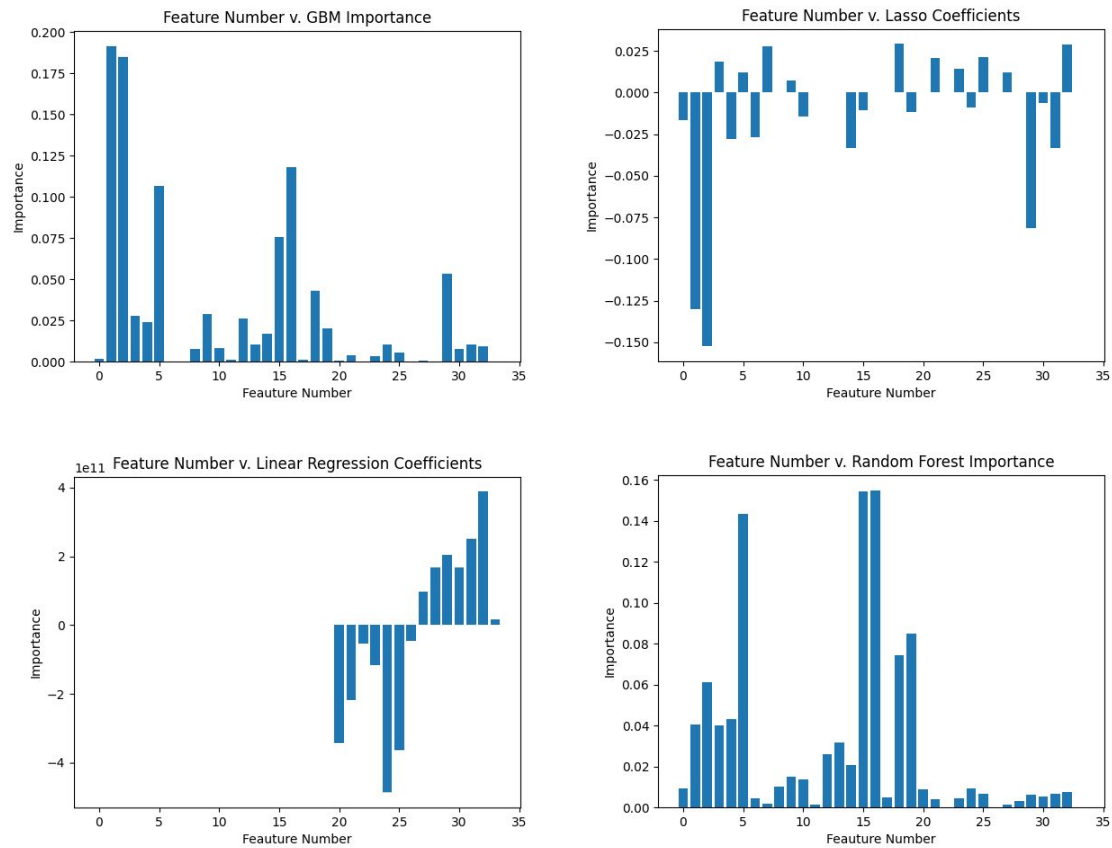 Feature Number v. GBM Importance
0.200
0.175
0.150
0.125
0.100
0.075
0.050
0.025
0.000
Importance
0 5 10 15 20 25 30 35
Feauture Number
Feature Number v. Lasso Coefficients
0.025
0.000
−0.025
−0.050
−0.075
−0.100
−0.125
−0.150
Importance
0 5 10 15 20 25 30 35
Feauture Number
Feature Number v. Linear Regression Coefficients
1e11
4
2
0
−2
−4
Importance
0 5 10 15 20 25 30 35
Feauture Number
Feature Number v. Random Forest Importance
0.16
0.14
0.12
0.10
0.08
0.06
0.04
0.02
0.00
Importance
0 5 10 15 20 25 30 35
Feauture Number